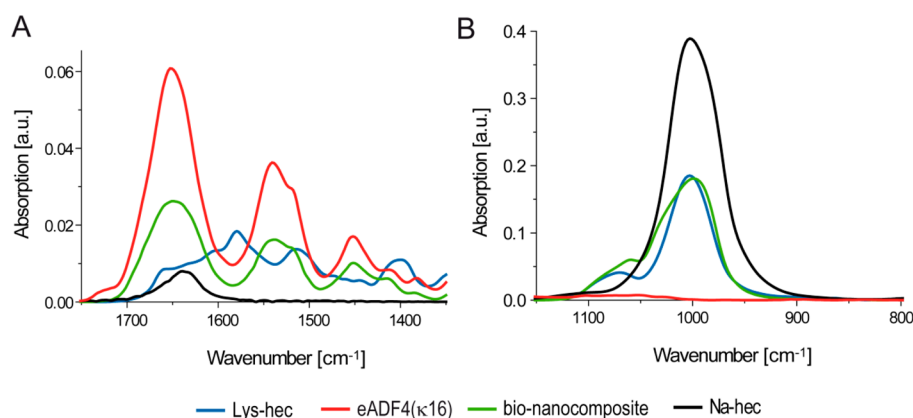 A
B
Absorption [a.u.]
0.06
0.04
0.02
0.00
1700 1600 1500 1400
Wavenumber [cm-1]
Absorption [a.u.]
0.4
0.3
0.2
0.1
0.0
1100 1000 900 800
Wavenumber [cm-1]
Lys-hec eADF4(κ16) bio-nanocomposite Na-hec